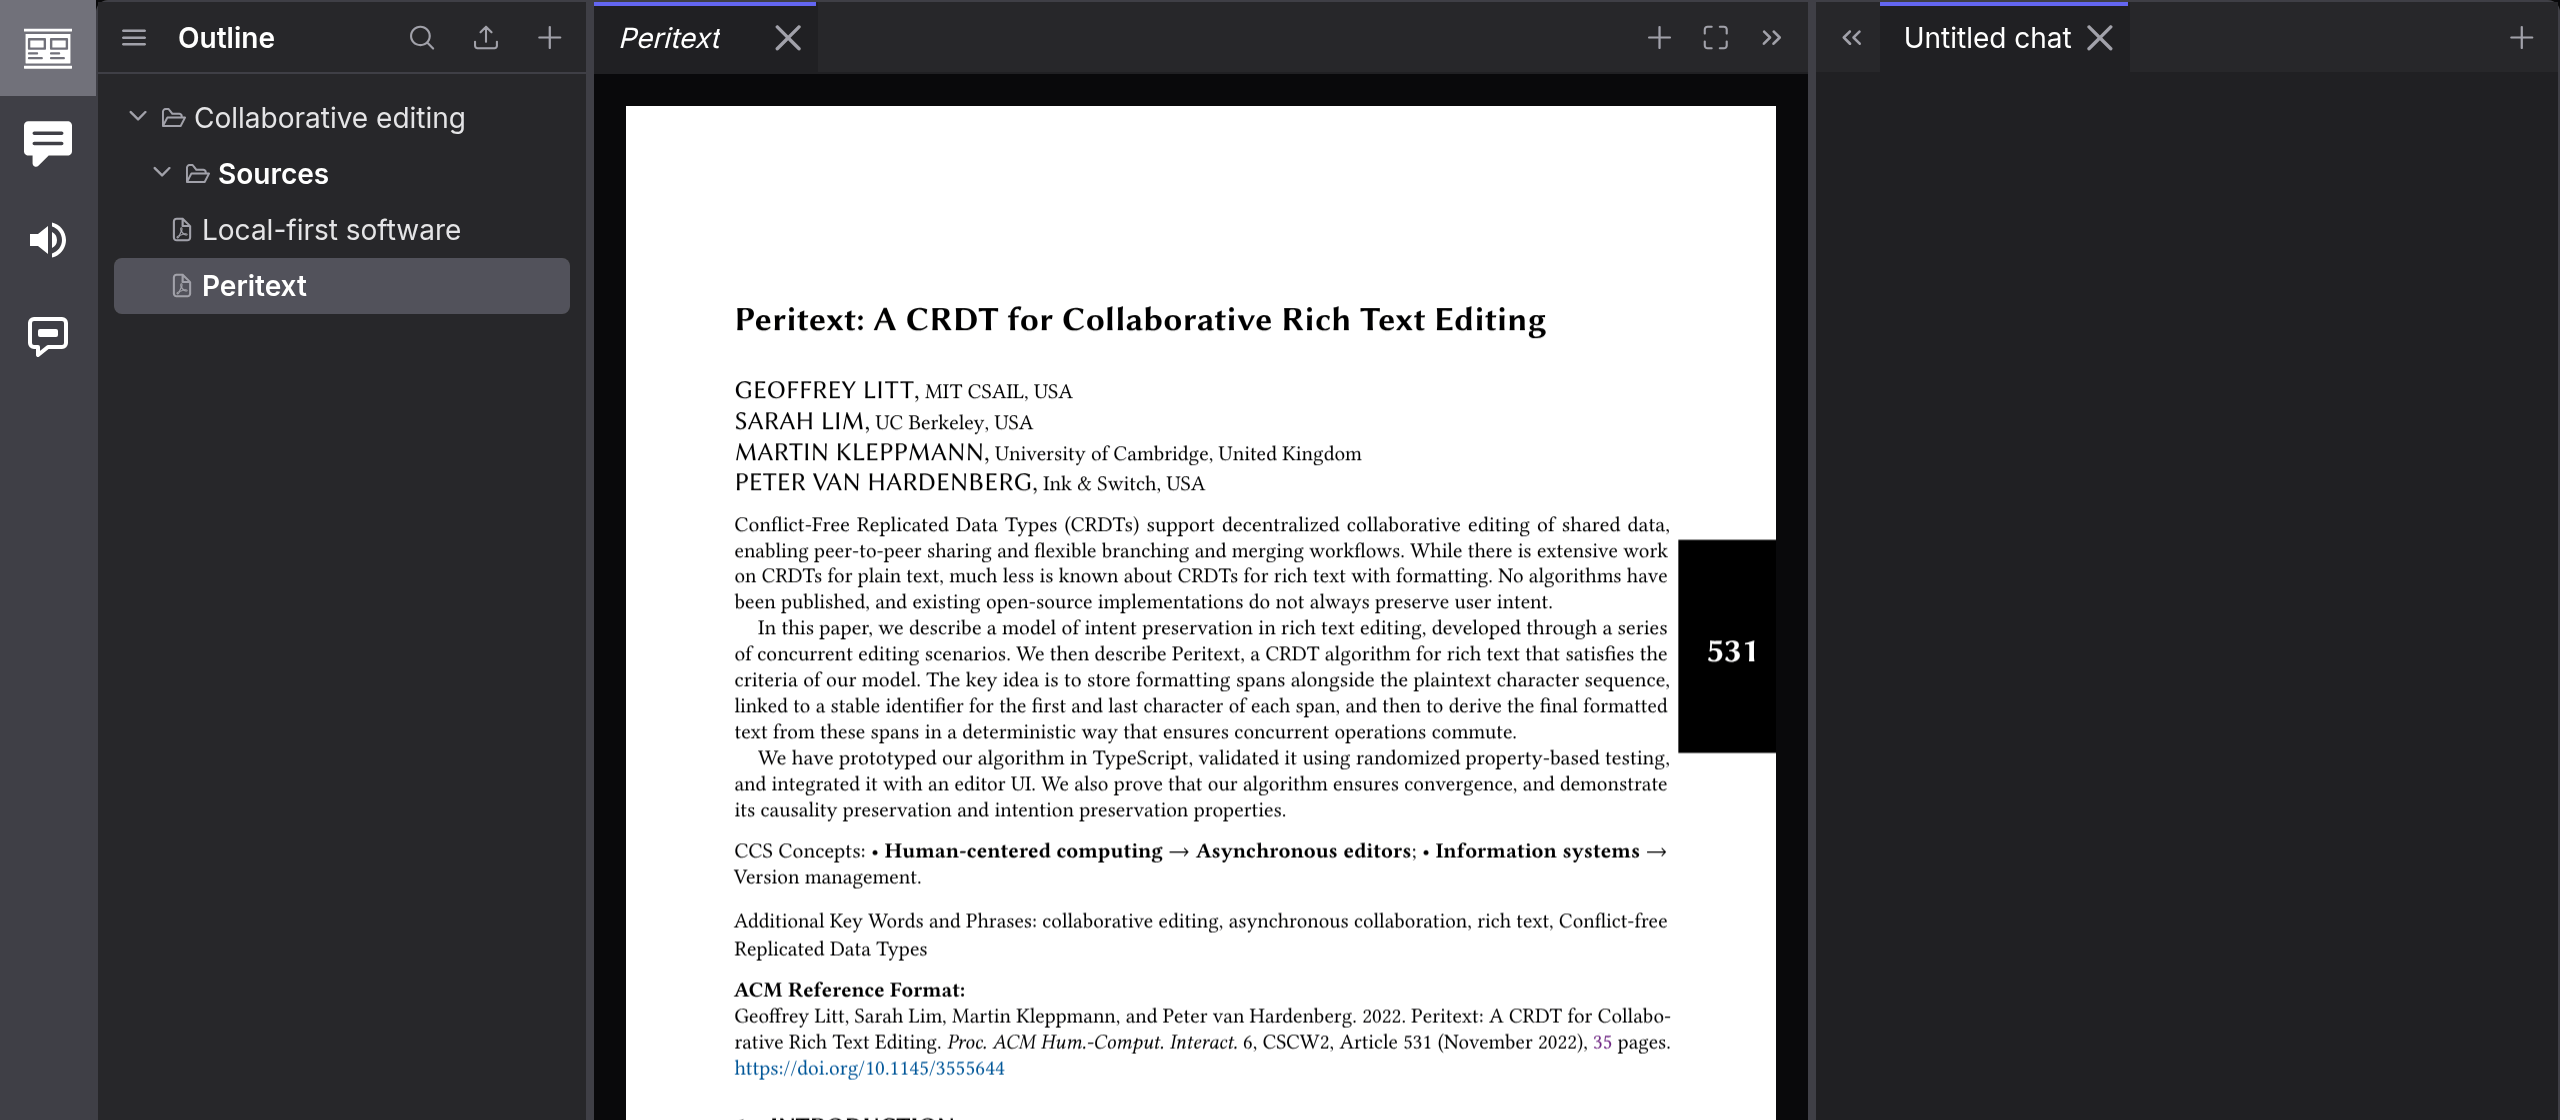 Outline
Collaborative editing
Sources
Local-first software
Peritext
Peritext
Peritext: A CRDT for Collaborative Rich Text Editing
GEOFFREY LITT, MIT CSAIL, USA
SARAH LIM, UC Berkeley, USA
MARTIN KLEPPMANN, University of Cambridge, United Kingdom
PETER VAN HARDENBERG, Ink & Switch, USA
Conflict-Free Replicated Data Types (CRDTs) support decentralized collaborative editing of shared data,
enabling peer-to-peer sharing and flexible branching and merging workflows. While there is extensive work
on CRDTs for plain text, much less is known about CRDTs for rich text with formatting. No algorithms have
been published, and existing open-source implementations do not always preserve user intent.
In this paper, we describe a model of intent preservation in rich text editing, developed through a series
of concurrent editing scenarios. We then describe Peritext, a CRDT algorithm for rich text that satisfies the
criteria of our model. The key idea is to store formatting spans alongside the plaintext character sequence,
linked to a stable identifier for the first and last character of each span, and then to derive the final formatted
text from these spans in a deterministic way that ensures concurrent operations commute.
We have prototyped our algorithm in TypeScript, validated it using randomized property-based testing,
and integrated it with an editor UI. We also prove that our algorithm ensures convergence, and demonstrate
its causality preservation and intention preservation properties.
CCS Concepts: • Human-centered computing → Asynchronous editors; • Information systems →
Version management.
Additional Key Words and Phrases: collaborative editing, asynchronous collaboration, rich text, Conflict-free
Replicated Data Types
ACM Reference Format:
Geoffrey Litt, Sarah Lim, Martin Kleppmann, and Peter van Hardenberg. 2022. Peritext: A CRDT for Collabo-
rative Rich Text Editing. Proc. ACM Hum.-Comput. Interact. 6, CSCW2, Article 531 (November 2022), 35 pages.
https://doi.org/10.1145/3555644
531
Untitled chat